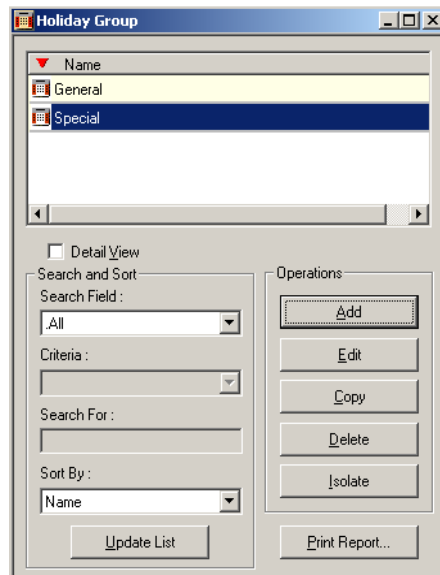 Holiday Group
Name
General
Special
Detail View
Search and Sort
Search Field :
.All
Criteria :
Search For :
Sort By :
Name
Update List
Operations
Add
Edit
Copy
Delete
Isolate
Print Report...